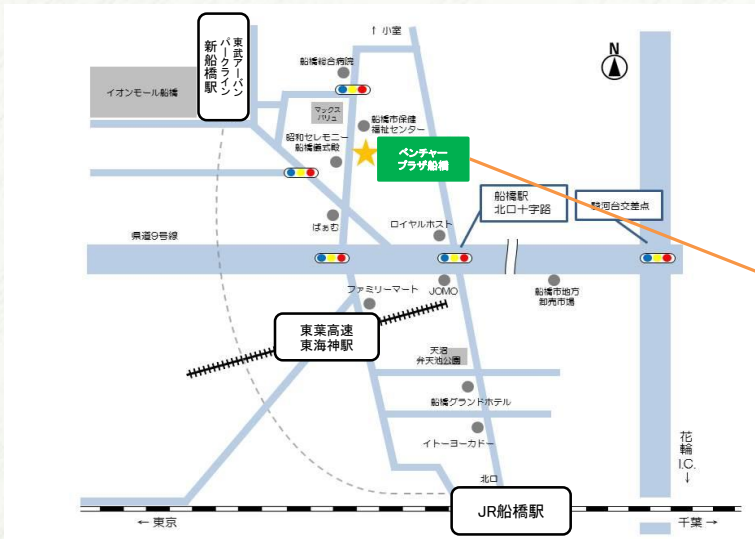 ↑ 小室
N
東武アーバン
パークライン
新船橋駅
船橋総合病院
イオンモール船橋
マックス
バリュ
船橋市保健
福祉センター
昭和セレモニー
船橋儀式殿
ベンチャー
プラザ船橋
船橋駅
北口十字路
駿河台交差点
ばぁむ
ロイヤルホスト
県道9号線
ファミリーマート
JOMO
船橋市地方
卸売市場
東葉高速
東海神駅
天沼
弁天池公園
船橋グランドホテル
イトーヨーカドー
花輪
I.C.
↓
北口
JR船橋駅
← 東京
千葉 →